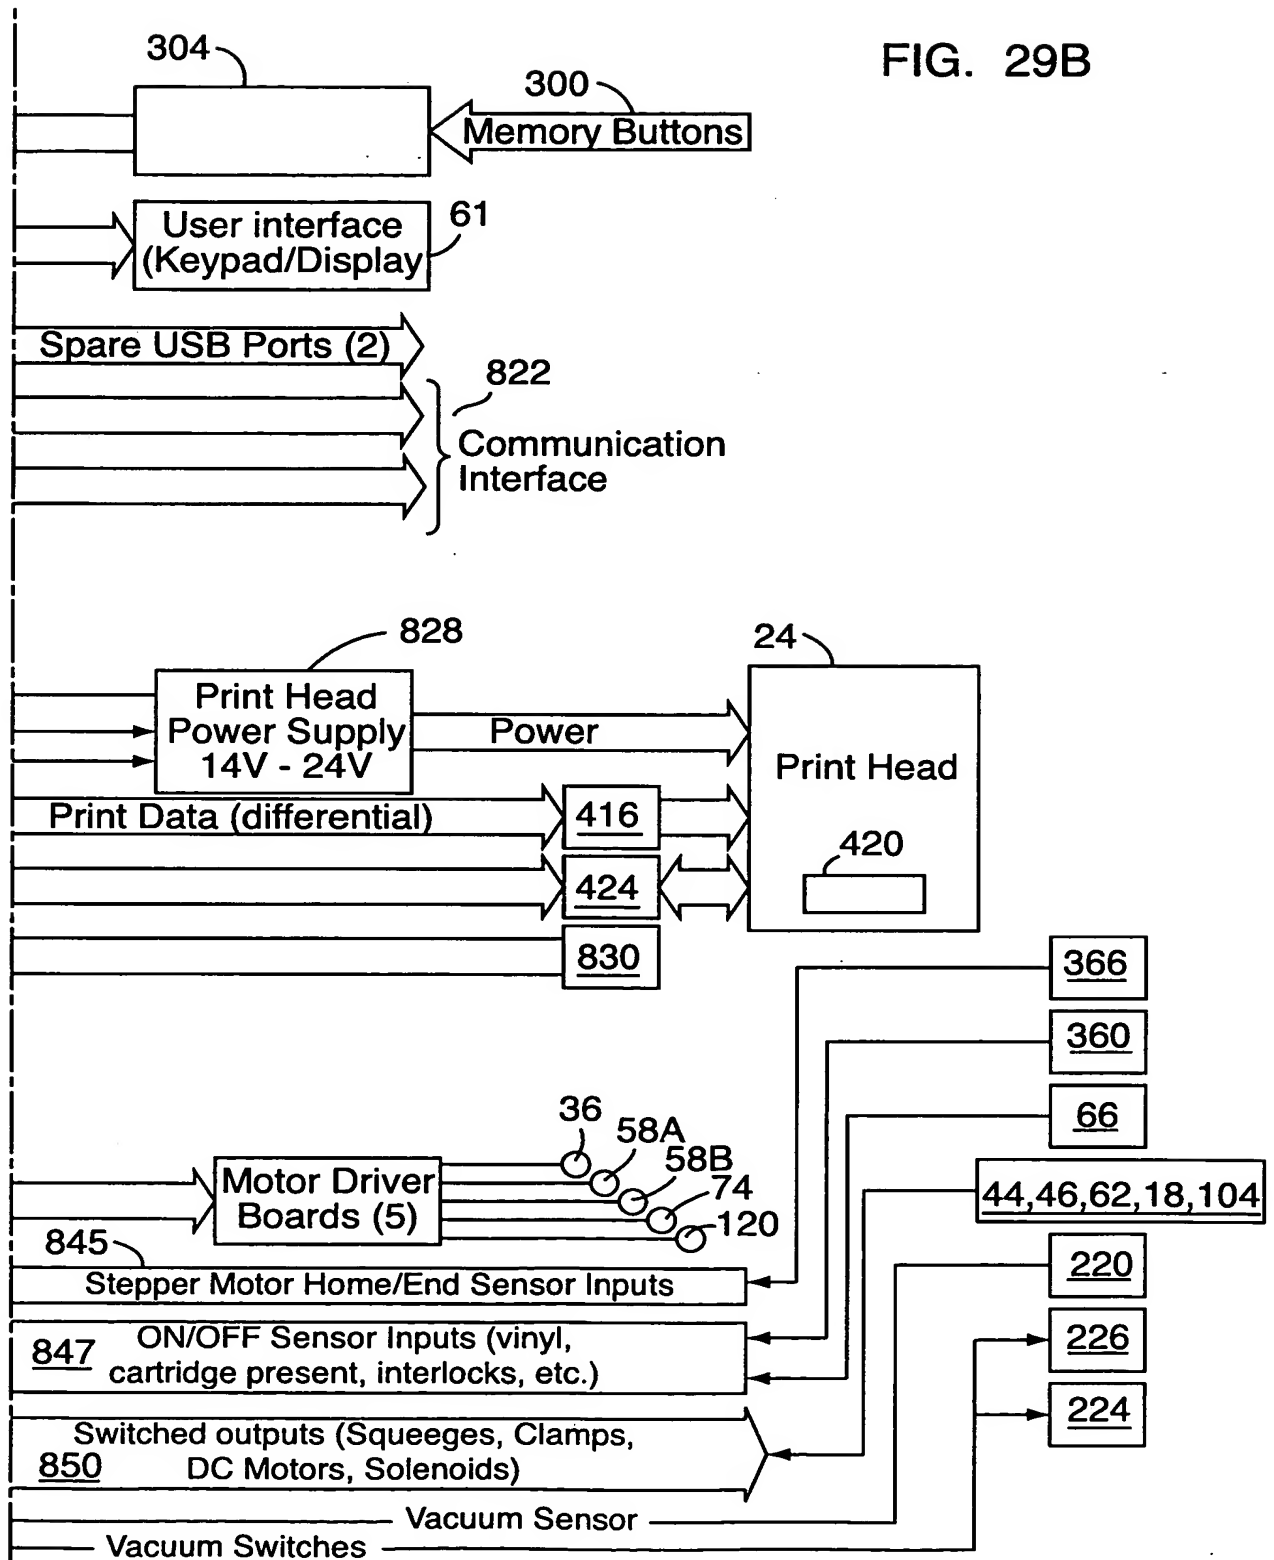 FIG. 29B
304
300
Memory Buttons
User interface
(Keypad/Display
61
Spare USB Ports (2)
822
Communication
Interface
828
24
Print Head
Power Supply
14V - 24V
Power
Print Head
Print Data (differential)
416
420
424
830
366
360
66
36
58A
58B
74
120
Motor Driver
Boards (5)
44,46,62,18,104
845
Stepper Motor Home/End Sensor Inputs
220
847
ON/OFF Sensor Inputs (vinyl,
cartridge present, interlocks, etc.)
226
224
Switched outputs (Squeeges, Clamps,
DC Motors, Solenoids)
850
Vacuum Sensor
Vacuum Switches